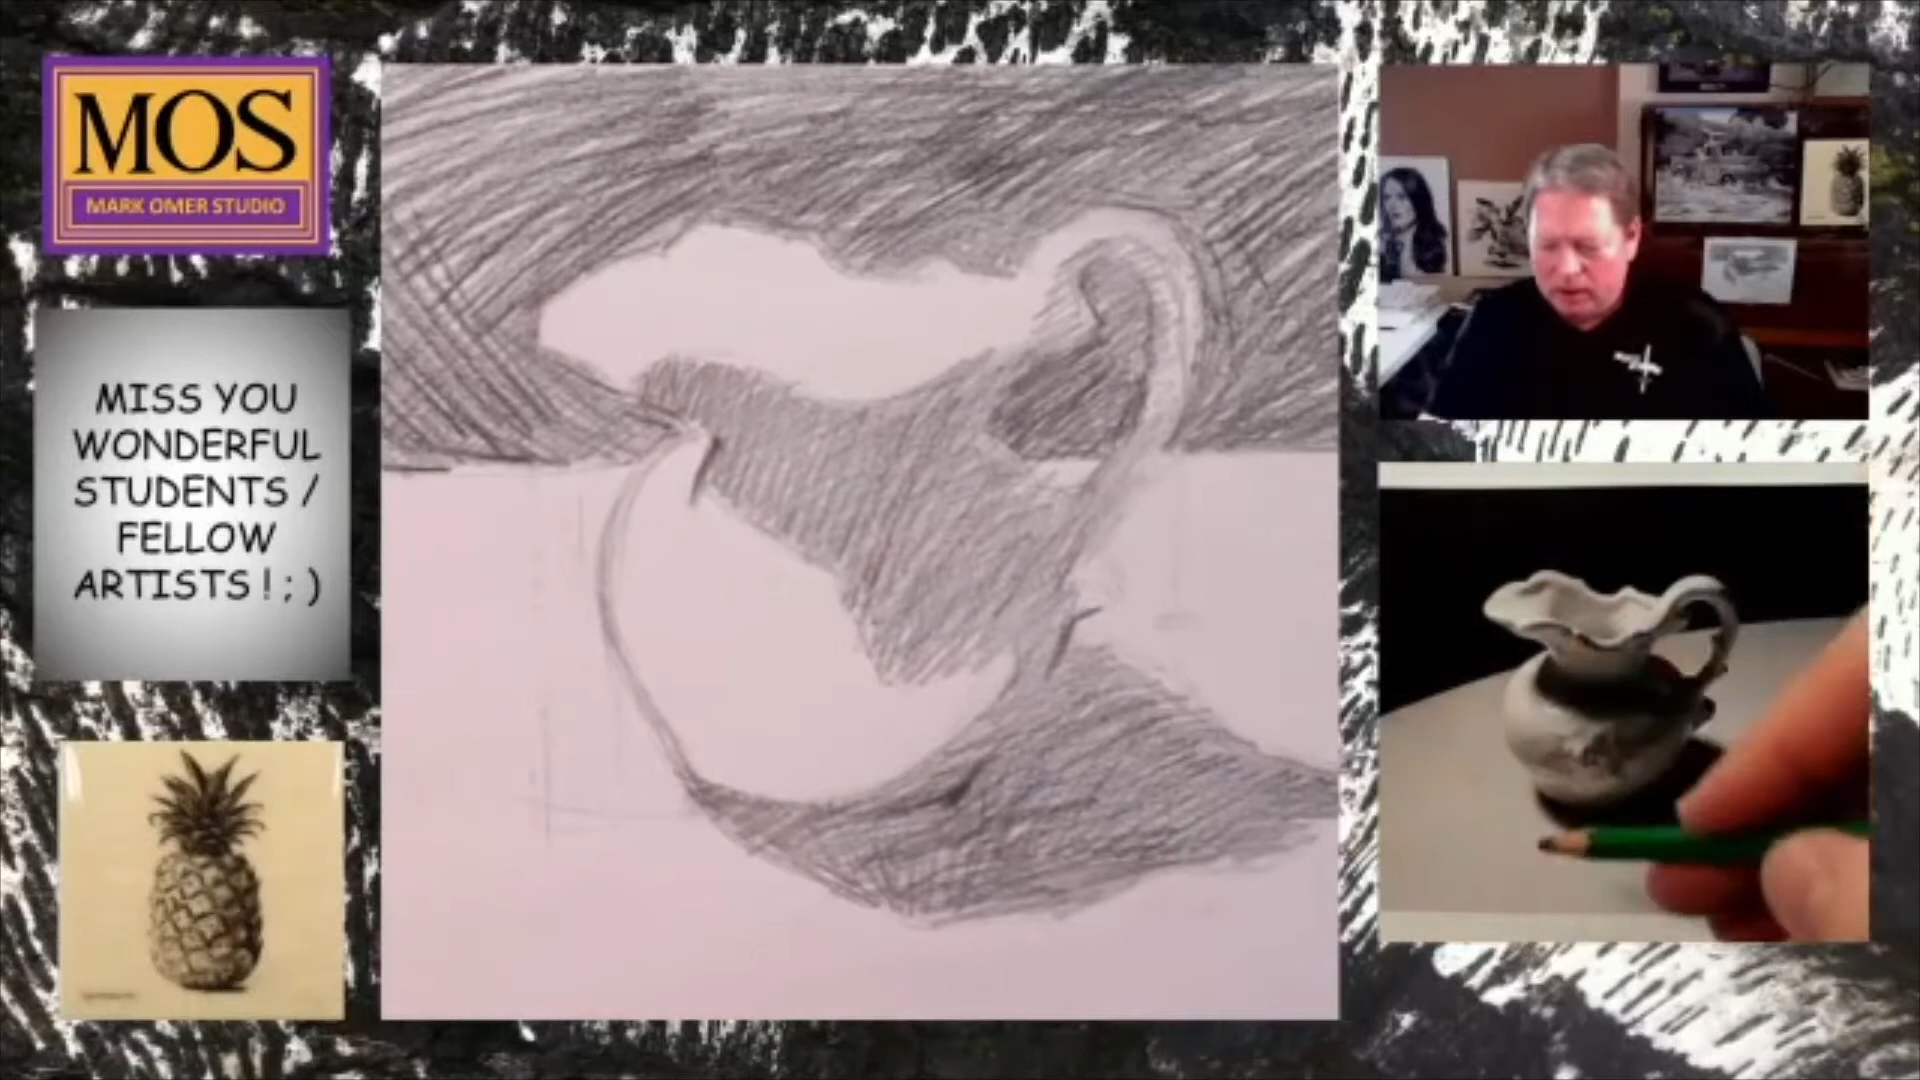 MOS
MARK OMER STUDIO
MISS YOU
WONDERFUL
STUDENTS /
FELLOW
ARTISTS ! ; )